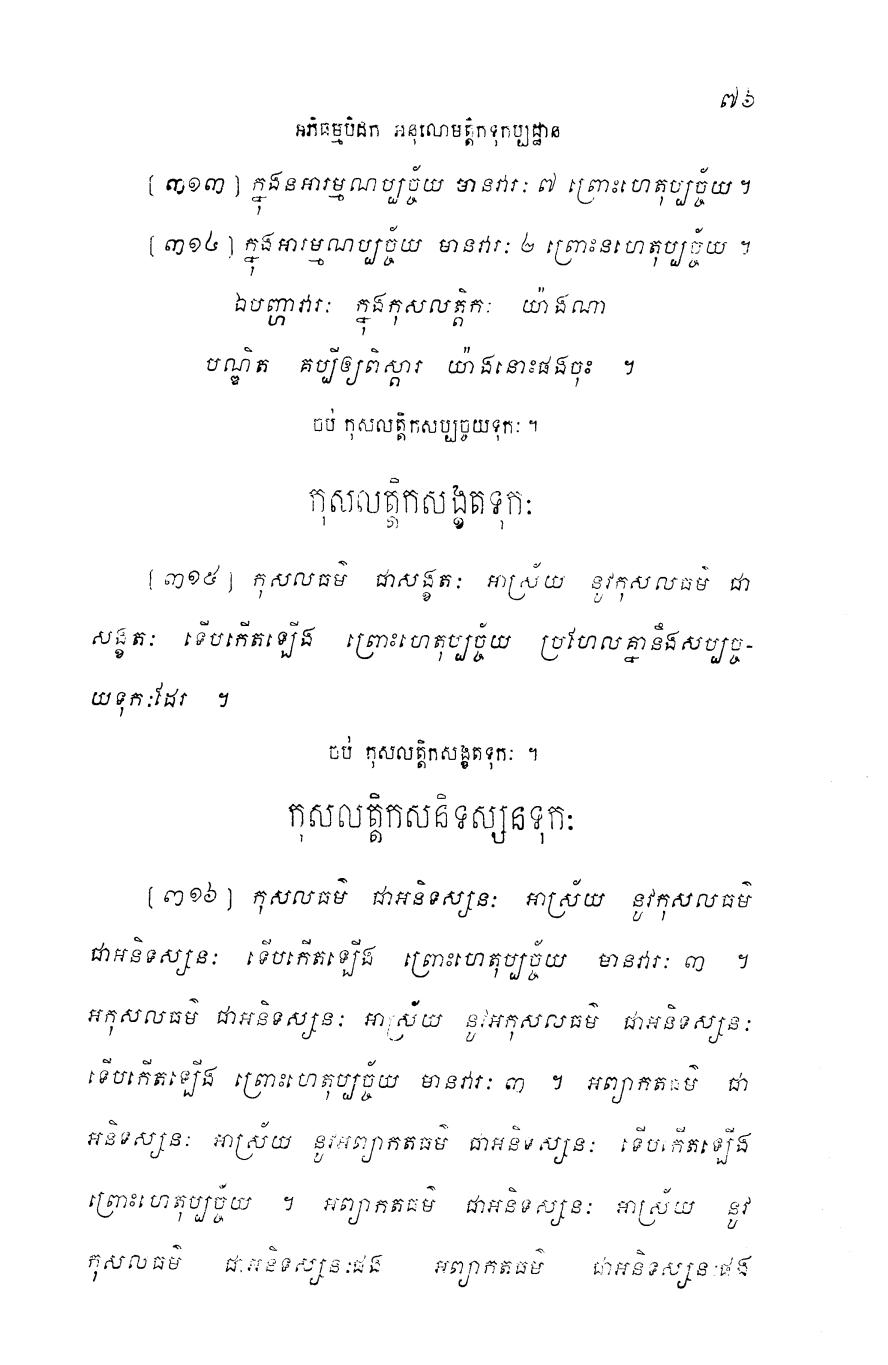 ៧៦
អភិធម្មបិដក អនុលោមត្តិកទុកប្បដ្ឋាន
[ ៣១៣ ] ក្នុងនអារម្មណប្បច្ច័យ មានវារៈ ៧ ព្រោះហេតុប្បច្ច័យ ។
[ ៣១៤ ] ក្នុងអារម្មណប្បច្ច័យ មានវារៈ ២ ព្រោះនហេតុប្បច្ច័យ ។
ឯបញ្ហាវារៈ ក្នុងកុសលត្តិកៈ យ៉ាងណា
បណ្ឌិត គប្បីឲ្យពិស្តារ យ៉ាងនោះផងចុះ ។
ចប់ កុសលត្តិកសប្បច្ចយទុកៈ ។
កុសលត្តិកសង្ខតទុកៈ
[ ៣១៥ ] កុសលធម៌ ជាសង្ខតៈ អាស្រ័យ នូវកុសលធម៌ ជា
សង្ខតៈ ទើបកើតឡើង ព្រោះហេតុប្បច្ច័យ ប្រហែលគ្នានឹងសប្បច្ច-
យទុកៈដែរ ។
ចប់ កុសលត្តិកសង្ខតទុកៈ ។
កុសលត្តិកសនិទស្សនទុកៈ
[ ៣១៦ ] កុសលធម៌ ជាអនិទស្សនៈ អាស្រ័យ នូវកុសលធម៌
ជាអនិទស្សនៈ ទើបកើតឡើង ព្រោះហេតុប្បច្ច័យ មានវារៈ ៣ ។
អកុសលធម៌ ជាអនិទស្សនៈ អាស្រ័យ នូវអកុសលធម៌ ជាអនិទស្សនៈ
ទើបកើតឡើង ព្រោះហេតុប្បច្ច័យ មានវារៈ ៣ ។ អព្យាកតធម៌ ជា
អនិទស្សនៈ អាស្រ័យ នូវអព្យាកតធម៌ ជាអនិទស្សនៈ ទើបកើតឡើង
ព្រោះហេតុប្បច្ច័យ ។ អព្យាកតធម៌ ជាអនិទស្សនៈ អាស្រ័យ នូវ
កុសលធម៌ ជាអនិទស្សនៈផង អព្យាកតធម៌ ជាអនិទស្សនៈផង